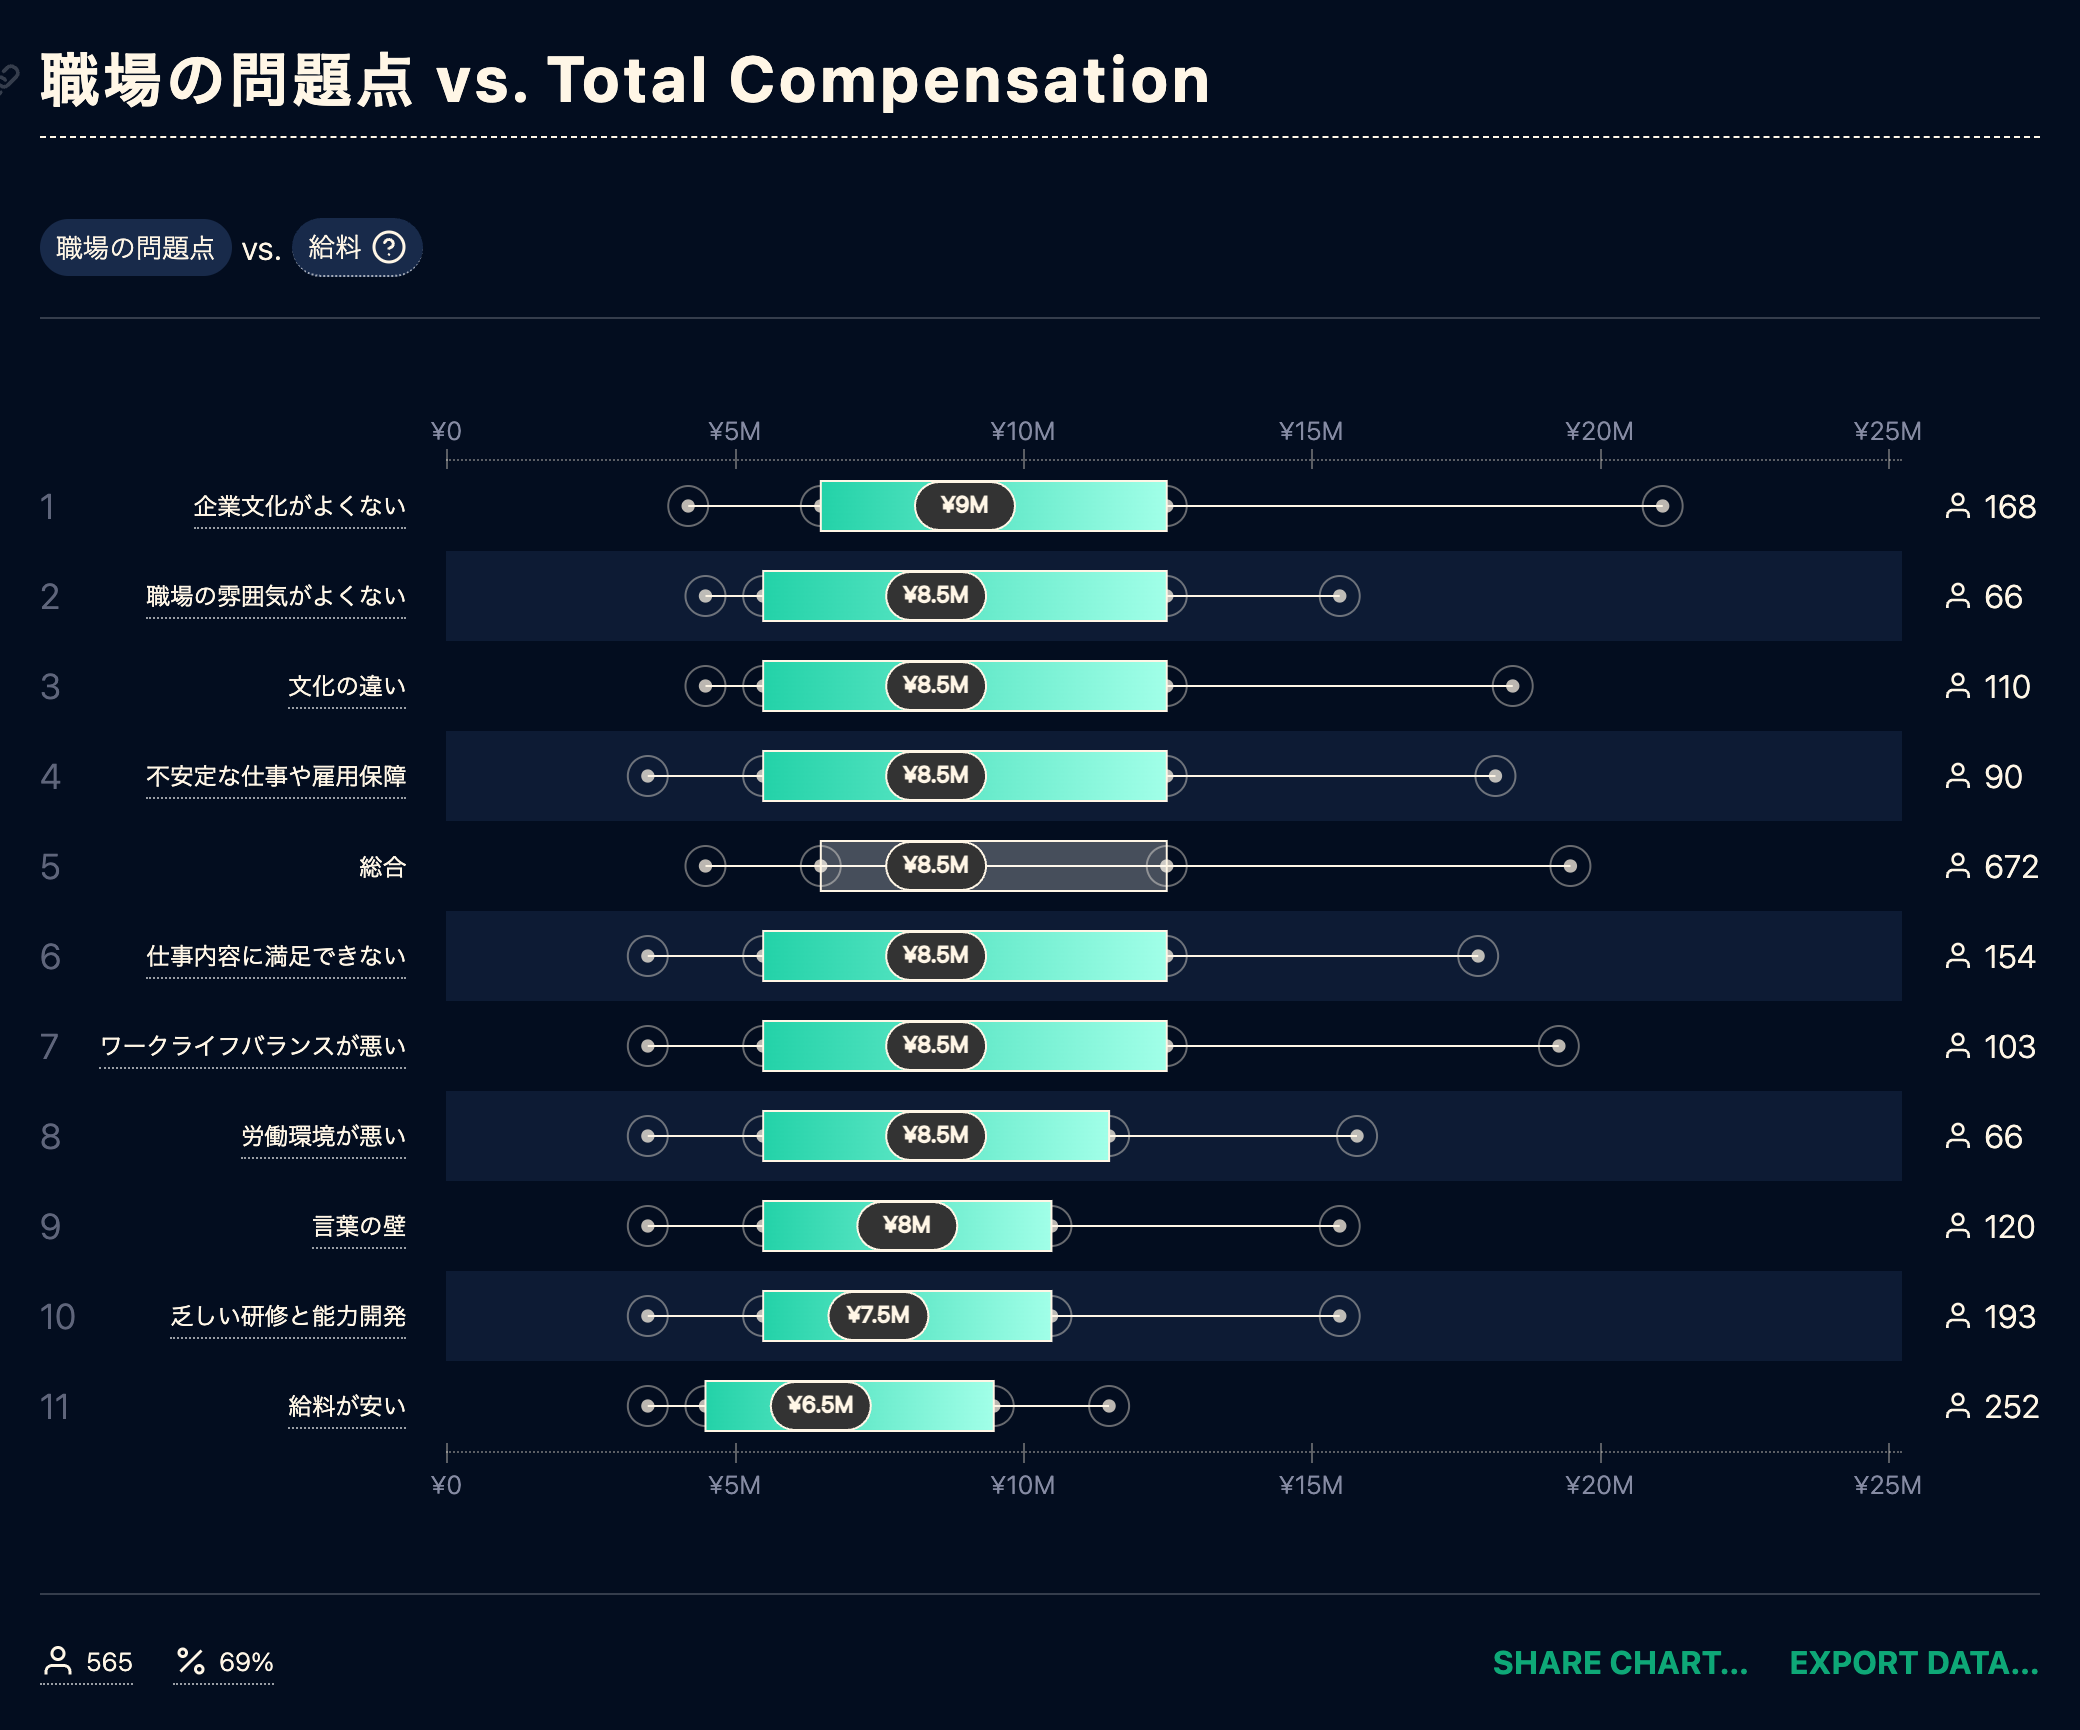 職場の問題点 vs. Total Compensation
職場の問題点 vs. 給料 ?
¥0 ¥5M ¥10M ¥15M ¥20M ¥25M
1 企業文化がよくない ¥9M 168
2 職場の雰囲気がよくない ¥8.5M 66
3 文化の違い ¥8.5M 110
4 不安定な仕事や雇用保障 ¥8.5M 90
5 総合 ¥8.5M 672
6 仕事内容に満足できない ¥8.5M 154
7 ワークライフバランスが悪い ¥8.5M 103
8 労働環境が悪い ¥8.5M 66
9 言葉の壁 ¥8M 120
10 乏しい研修と能力開発 ¥7.5M 193
11 給料が安い ¥6.5M 252
¥0 ¥5M ¥10M ¥15M ¥20M ¥25M
565 % 69% SHARE CHART... EXPORT DATA...